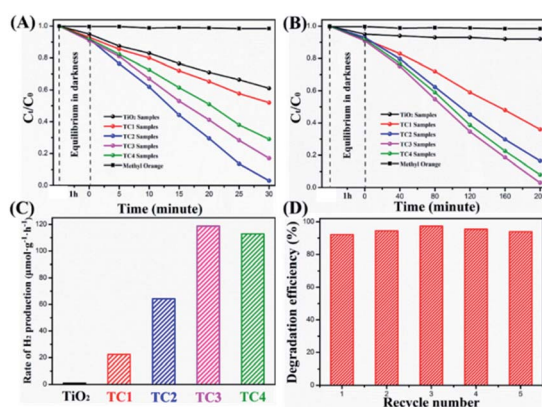 (A)
C₁/C₀
1.0
0.8
0.6
0.4
0.2
0.0
Equilibrium in darkness
TiO₂ Samples
TC1 Samples
TC2 Samples
TC3 Samples
TC4 Samples
Methyl Orange
1h 0 5 10 15 20 25 30
Time (minute)
(B)
C₁/C₀
1.0
0.8
0.6
0.4
0.2
0.0
Equilibrium in darkness
TiO₂ Samples
TC1 Samples
TC2 Samples
TC3 Samples
TC4 Samples
Methyl Orange
1h 0 40 80 120 160 200
Time (minute)
(C)
Rate of H₂ production (μmol·g⁻¹·h⁻¹)
120
100
80
60
40
20
0
TiO₂ TC1 TC2 TC3 TC4
(D)
Degradation efficiency (%)
100
80
60
40
20
0
1 2 3 4 5
Recycle number